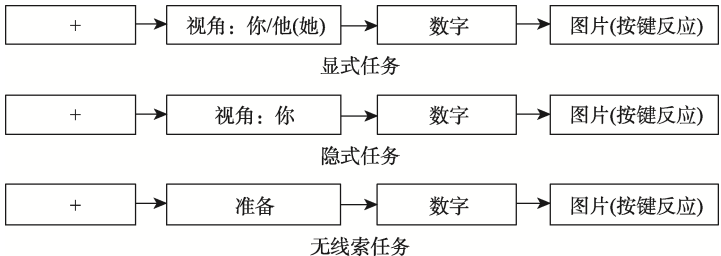 + 视角：你/他(她) 数字 图片(按键反应)
显式任务
+ 视角：你 数字 图片(按键反应)
隐式任务
+ 准备 数字 图片(按键反应)
无线索任务